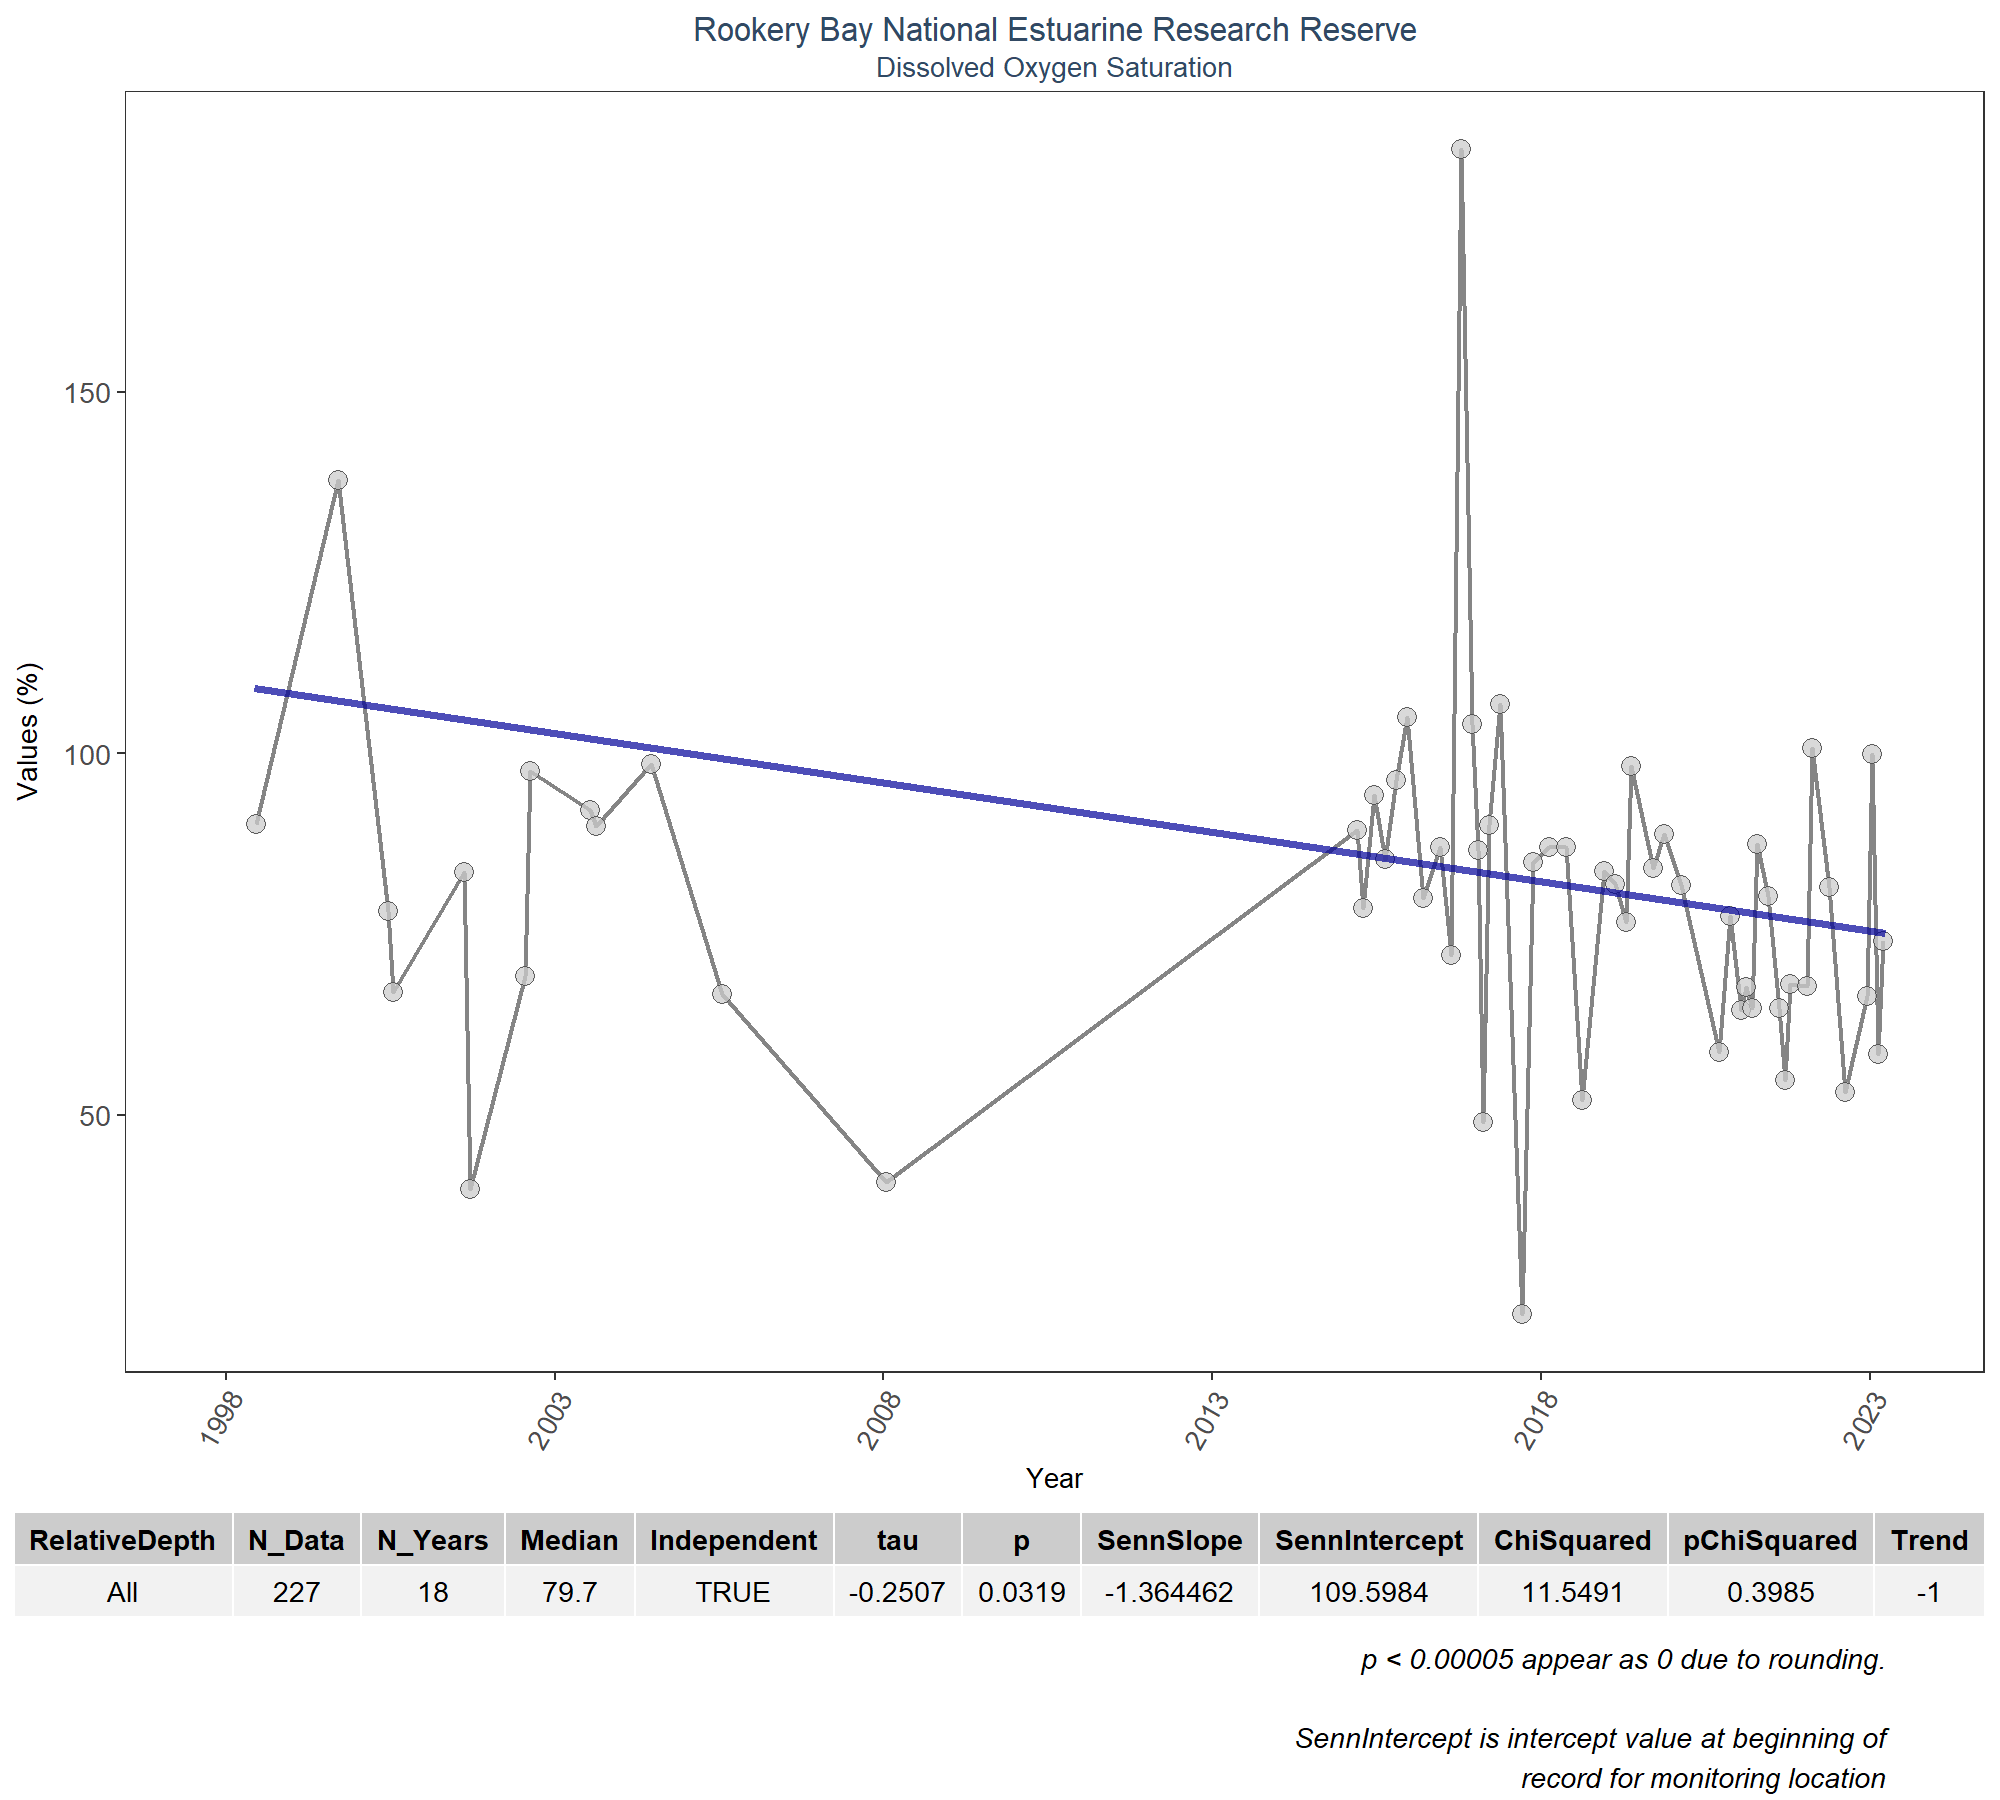 Rookery Bay National Estuarine Research Reserve
Dissolved Oxygen Saturation
Values (%)
150
100
50
1998 2003 2008 2013 2018 2023
Year
RelativeDepth N_Data N_Years Median Independent tau p SennSlope SennIntercept ChiSquared pChiSquared Trend
All 227 18 79.7 TRUE -0.2507 0.0319 -1.364462 109.5984 11.5491 0.3985 -1
p < 0.00005 appear as 0 due to rounding.
SennIntercept is intercept value at beginning of
record for monitoring location